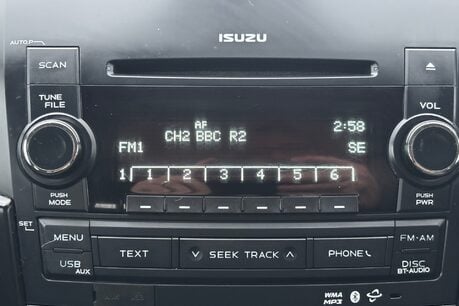 ISUZU
AUTO.P
SCAN
TUNE
FILE
VOL
AF
2:58
CH2 BBC R2
FM1
SE
1 1 2 3 4 5 6
PUSH
MODE
PUSH
PWR
SET
MENU
TEXT
SEEK TRACK
PHONE
FM·AM
USB
AUX
DISC
BT-AUDIO
WMA
MP3